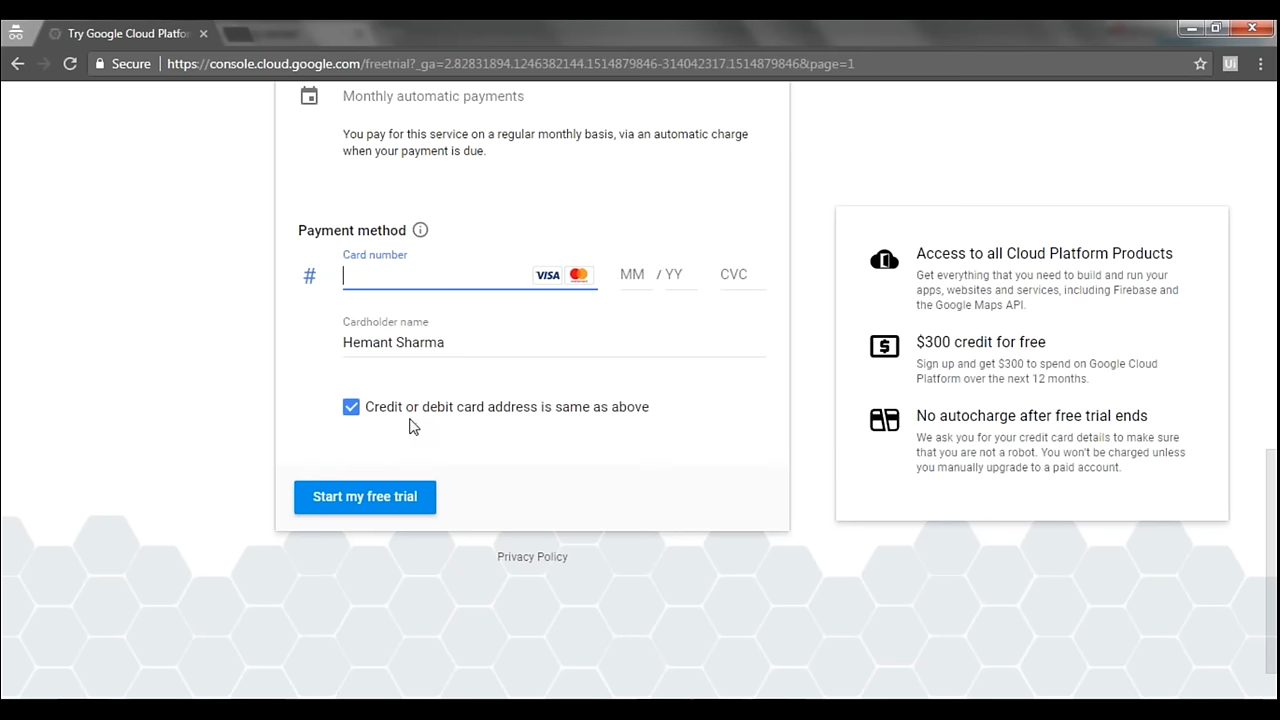 Try Google Cloud Platfo
Secure
https://console.cloud.google.com/freetrial?_ga=2.82831894.1246382144.1514879846-314042317.1514879846&page=1
Ui
Monthly automatic payments
You pay for this service on a regular monthly basis, via an automatic charge
when your payment is due.
Payment method
Card number
#
VISA
MM / YY
CVC
Cardholder name
Hemant Sharma
Credit or debit card address is same as above
Start my free trial
Privacy Policy
Access to all Cloud Platform Products
Get everything that you need to build and run your
apps, websites and services, including Firebase and
the Google Maps API.
$300 credit for free
Sign up and get $300 to spend on Google Cloud
Platform over the next 12 months.
No autocharge after free trial ends
We ask you for your credit card details to make sure
that you are not a robot. You won't be charged unless
you manually upgrade to a paid account.